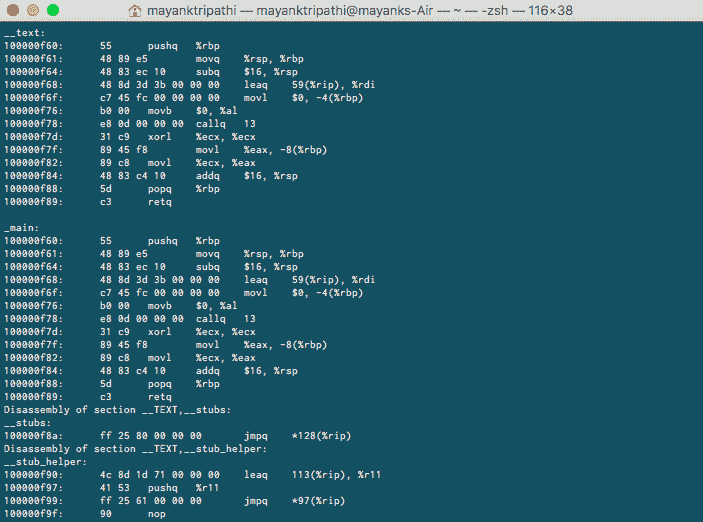 mayanktripathi — mayanktripathi@mayanks-Air — ~ — -zsh — 116×38
__text:
100000f60: 55 pushq %rbp
100000f61: 48 89 e5 movq %rsp, %rbp
100000f64: 48 83 ec 10 subq $16, %rsp
100000f68: 48 8d 3d 3b 00 00 00 leaq 59(%rip), %rdi
100000f6f: c7 45 fc 00 00 00 00 movl $0, -4(%rbp)
100000f76: b0 00 movb $0, %al
100000f78: e8 0d 00 00 00 callq 13
100000f7d: 31 c9 xorl %ecx, %ecx
100000f7f: 89 45 f8 movl %eax, -8(%rbp)
100000f82: 89 c8 movl %ecx, %eax
100000f84: 48 83 c4 10 addq $16, %rsp
100000f88: 5d popq %rbp
100000f89: c3 retq
_main:
100000f60: 55 pushq %rbp
100000f61: 48 89 e5 movq %rsp, %rbp
100000f64: 48 83 ec 10 subq $16, %rsp
100000f68: 48 8d 3d 3b 00 00 00 leaq 59(%rip), %rdi
100000f6f: c7 45 fc 00 00 00 00 movl $0, -4(%rbp)
100000f76: b0 00 movb $0, %al
100000f78: e8 0d 00 00 00 callq 13
100000f7d: 31 c9 xorl %ecx, %ecx
100000f7f: 89 45 f8 movl %eax, -8(%rbp)
100000f82: 89 c8 movl %ecx, %eax
100000f84: 48 83 c4 10 addq $16, %rsp
100000f88: 5d popq %rbp
100000f89: c3 retq
Disassembly of section __TEXT,__stubs:
__stubs:
100000f8a: ff 25 80 00 00 00 jmpq *128(%rip)
Disassembly of section __TEXT,__stub_helper:
__stub_helper:
100000f90: 4c 8d 1d 71 00 00 00 leaq 113(%rip), %r11
100000f97: 41 53 pushq %r11
100000f99: ff 25 61 00 00 00 jmpq *97(%rip)
100000f9f: 90 nop